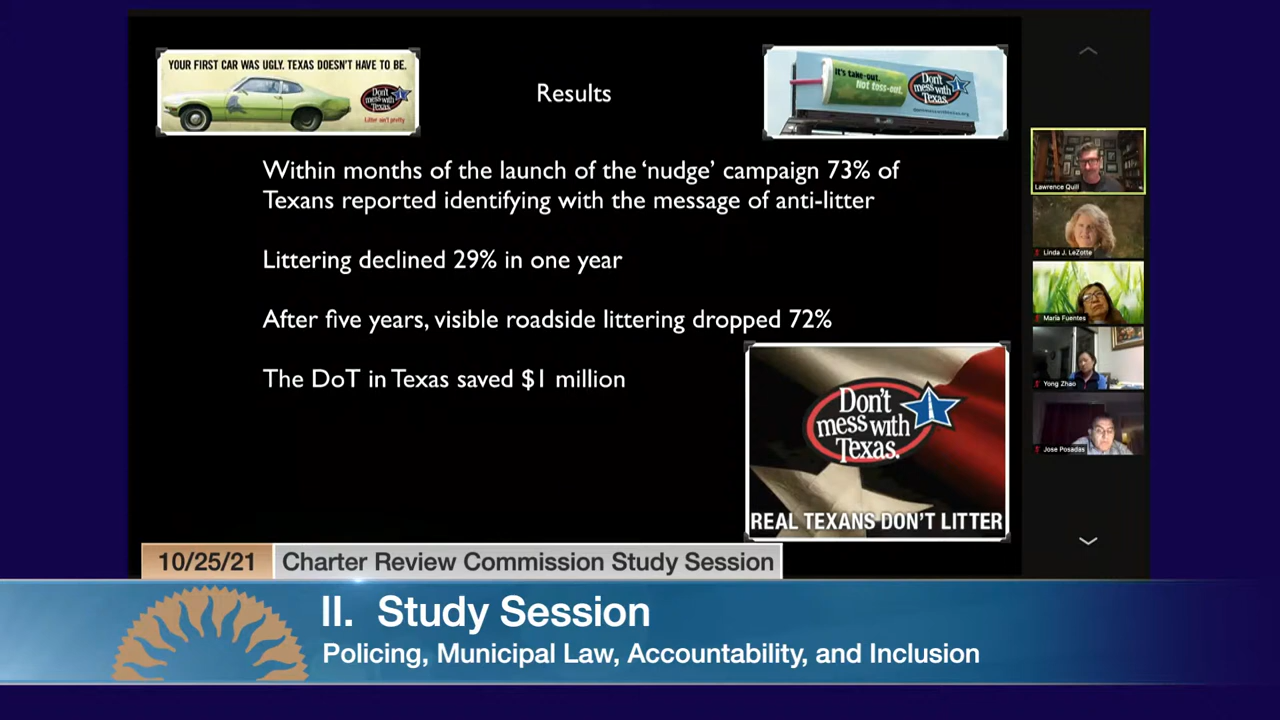 YOUR FIRST CAR WAS UGLY. TEXAS DOESN'T HAVE TO BE.
Don't
mess with
Texas.
Litter isn't pretty
Results
It's take-out.
Not toss-out.
Don't
mess with
Texas.
Within months of the launch of the ‘nudge’ campaign 73% of
Texans reported identifying with the message of anti-litter
Littering declined 29% in one year
After five years, visible roadside littering dropped 72%
The DoT in Texas saved $1 million
Don't
mess with
Texas.
REAL TEXANS DON'T LITTER
Lawrence Quill
Linda J. LeZotte
Maria Fuentes
Yong Zhao
Jose Posadas
10/25/21
Charter Review Commission Study Session
II. Study Session
Policing, Municipal Law, Accountability, and Inclusion